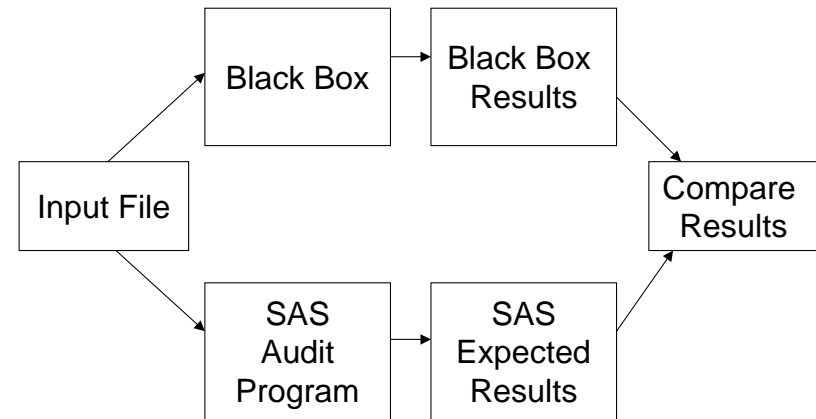 Black Box
Black Box
Results
Input File
Compare
Results
SAS
Audit
Program
SAS
Expected
Results